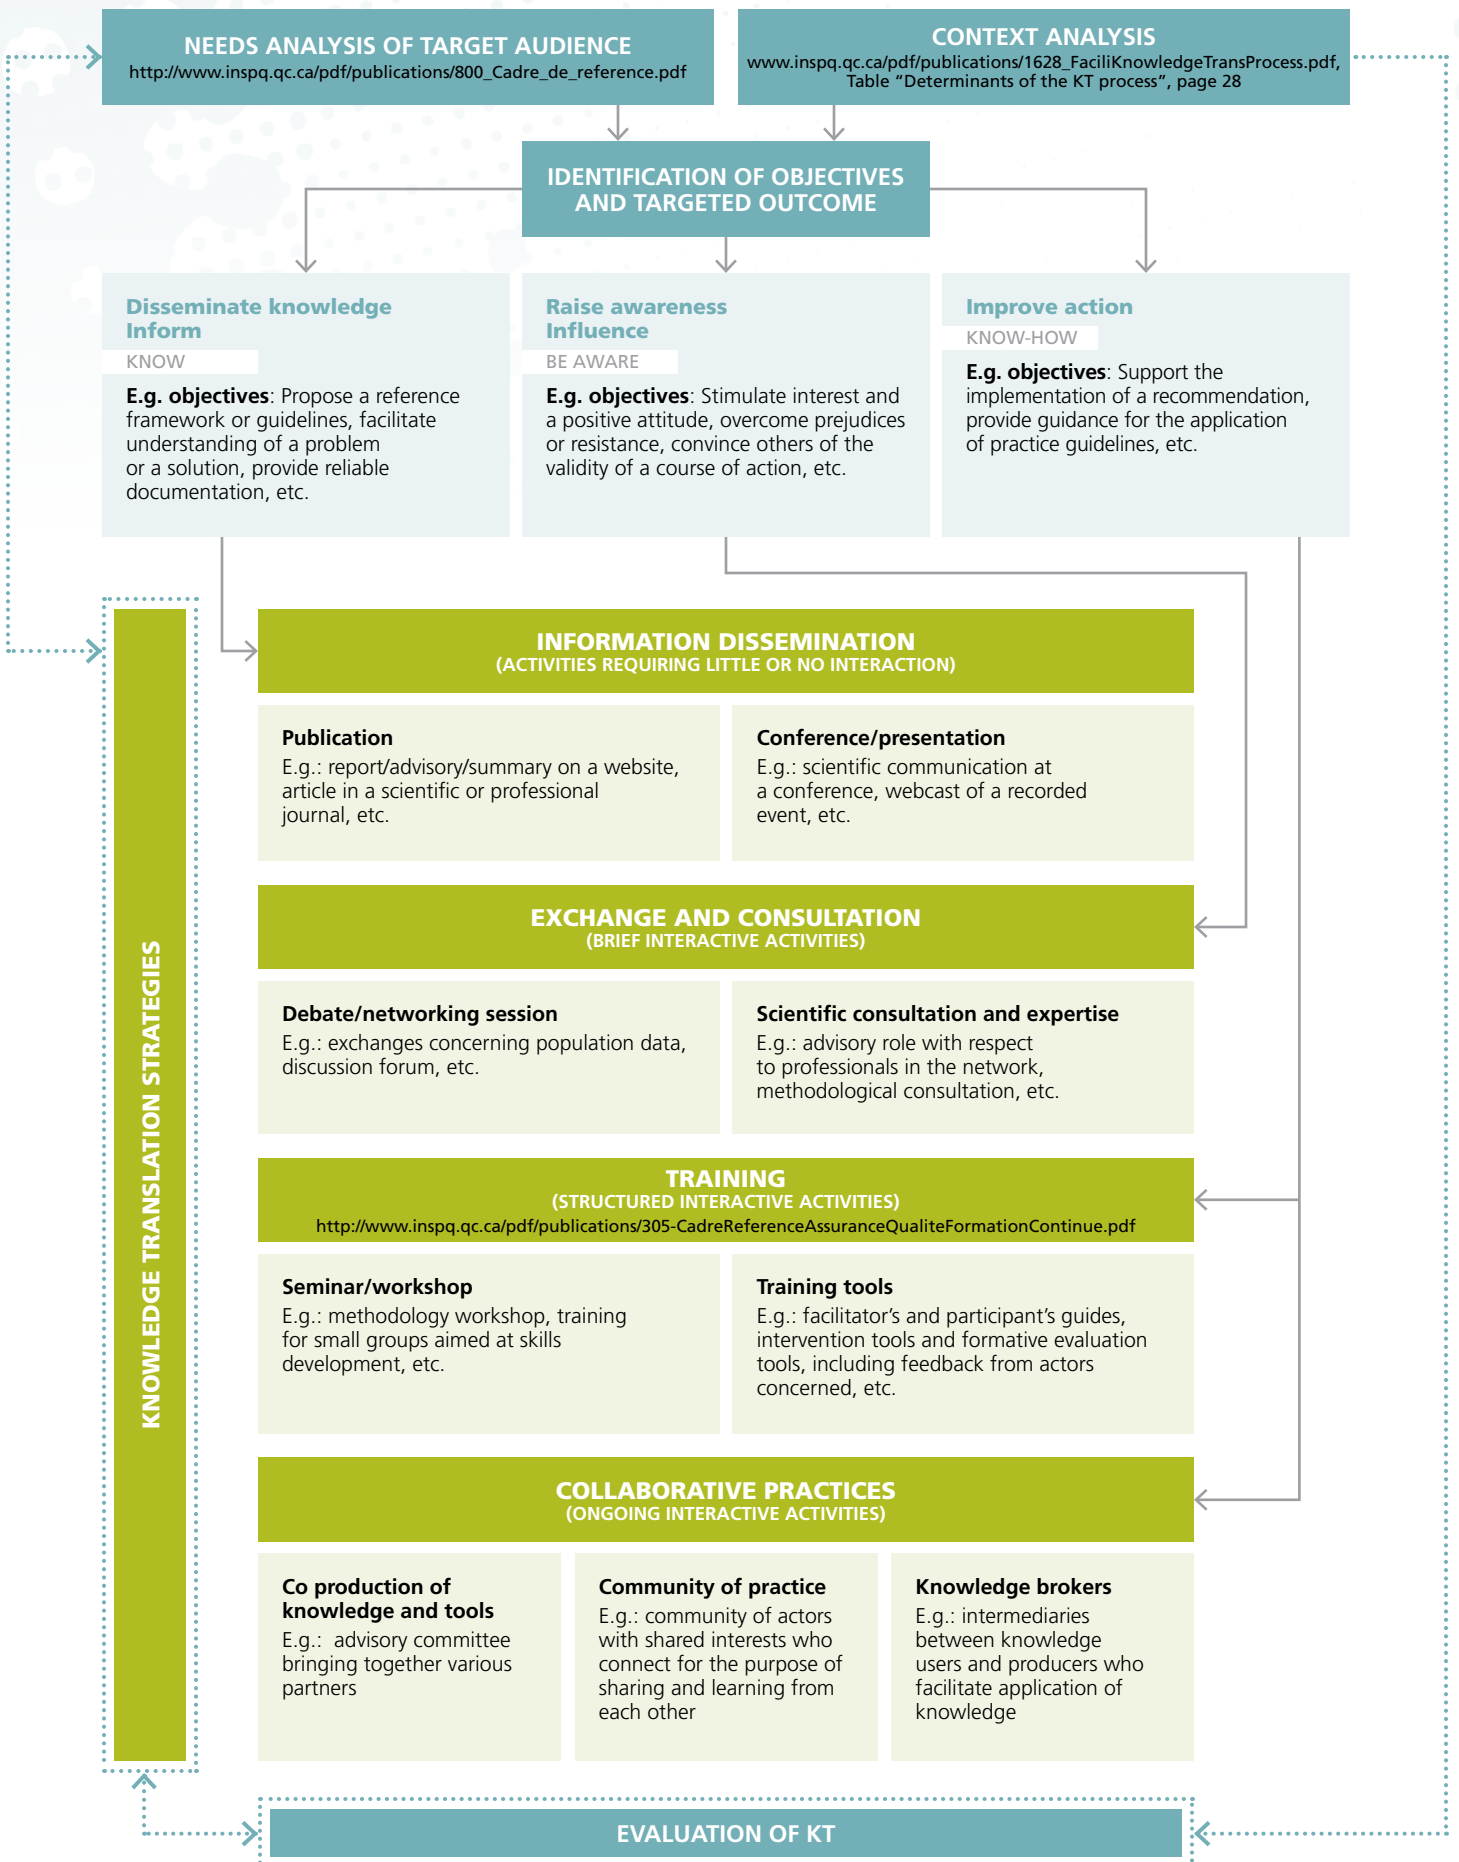 NEEDS ANALYSIS OF TARGET AUDIENCE
http://www.inspq.qc.ca/pdf/publications/800_Cadre_de_reference.pdf
CONTEXT ANALYSIS
www.inspq.qc.ca/pdf/publications/1628_FaciliKnowledgeTransProcess.pdf,
Table “Determinants of the KT process”, page 28
IDENTIFICATION OF OBJECTIVES
AND TARGETED OUTCOME
Disseminate knowledge
Inform
KNOW
E.g. objectives: Propose a reference
framework or guidelines, facilitate
understanding of a problem
or a solution, provide reliable
documentation, etc.
Raise awareness
Influence
BE AWARE
E.g. objectives: Stimulate interest and
a positive attitude, overcome prejudices
or resistance, convince others of the
validity of a course of action, etc.
Improve action
KNOW-HOW
E.g. objectives: Support the
implementation of a recommendation,
provide guidance for the application
of practice guidelines, etc.
KNOWLEDGE TRANSLATION STRATEGIES
INFORMATION DISSEMINATION
(ACTIVITIES REQUIRING LITTLE OR NO INTERACTION)
Publication
E.g.: report/advisory/summary on a website,
article in a scientific or professional
journal, etc.
Conference/presentation
E.g.: scientific communication at
a conference, webcast of a recorded
event, etc.
EXCHANGE AND CONSULTATION
(BRIEF INTERACTIVE ACTIVITIES)
Debate/networking session
E.g.: exchanges concerning population data,
discussion forum, etc.
Scientific consultation and expertise
E.g.: advisory role with respect
to professionals in the network,
methodological consultation, etc.
TRAINING
(STRUCTURED INTERACTIVE ACTIVITIES)
http://www.inspq.qc.ca/pdf/publications/305-CadreReferenceAssuranceQualiteFormationContinue.pdf
Seminar/workshop
E.g.: methodology workshop, training
for small groups aimed at skills
development, etc.
Training tools
E.g.: facilitator’s and participant’s guides,
intervention tools and formative evaluation
tools, including feedback from actors
concerned, etc.
COLLABORATIVE PRACTICES
(ONGOING INTERACTIVE ACTIVITIES)
Co production of
knowledge and tools
E.g.: advisory committee
bringing together various
partners
Community of practice
E.g.: community of actors
with shared interests who
connect for the purpose of
sharing and learning from
each other
Knowledge brokers
E.g.: intermediaries
between knowledge
users and producers who
facilitate application of
knowledge
EVALUATION OF KT